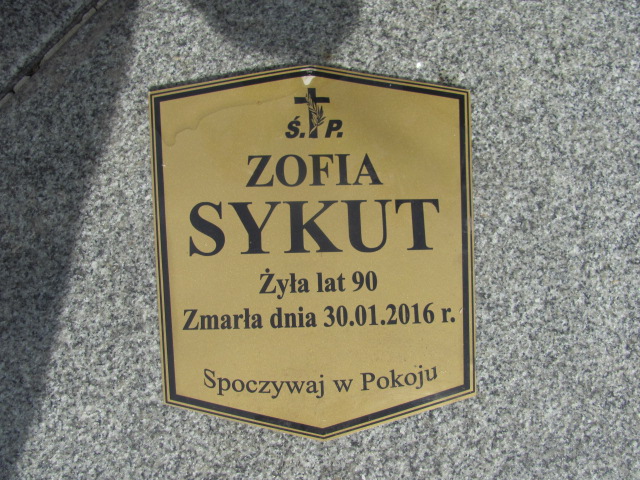 Ś. P.
ZOFIA
SYKUT
Żyła lat 90
Zmarła dnia 30.01.2016 r.
Spoczywaj w Pokoju